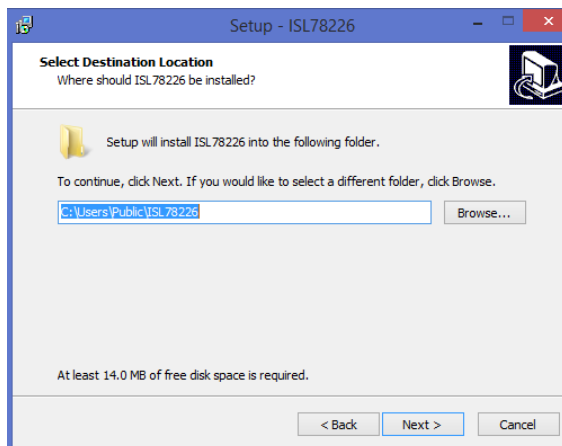 Setup - ISL78226
Select Destination Location
Where should ISL78226 be installed?
Setup will install ISL78226 into the following folder.
To continue, click Next. If you would like to select a different folder, click Browse.
C:\Users\Public\ISL78226
Browse...
At least 14.0 MB of free disk space is required.
< Back
Next >
Cancel